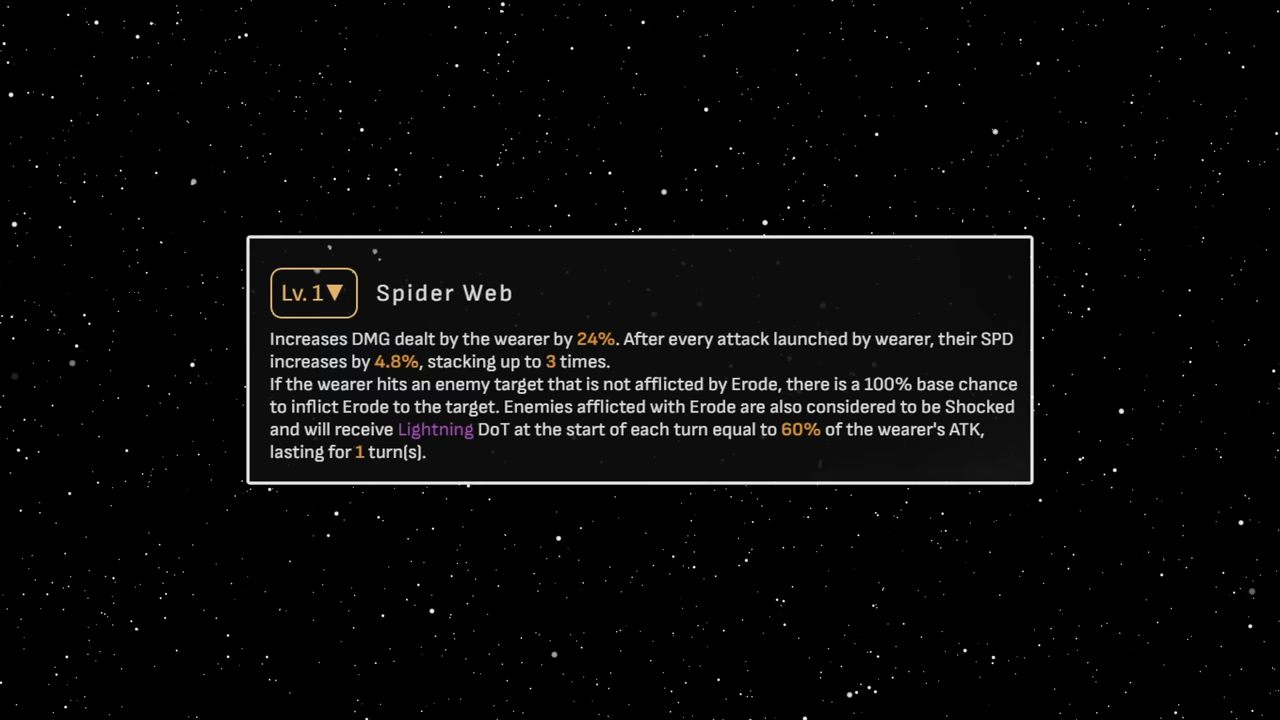 Lv. 1▼ Spider Web
Increases DMG dealt by the wearer by 24%. After every attack launched by wearer, their SPD
increases by 4.8%, stacking up to 3 times.
If the wearer hits an enemy target that is not afflicted by Erode, there is a 100% base chance
to inflict Erode to the target. Enemies afflicted with Erode are also considered to be Shocked
and will receive Lightning DoT at the start of each turn equal to 60% of the wearer's ATK,
lasting for 1 turn(s).